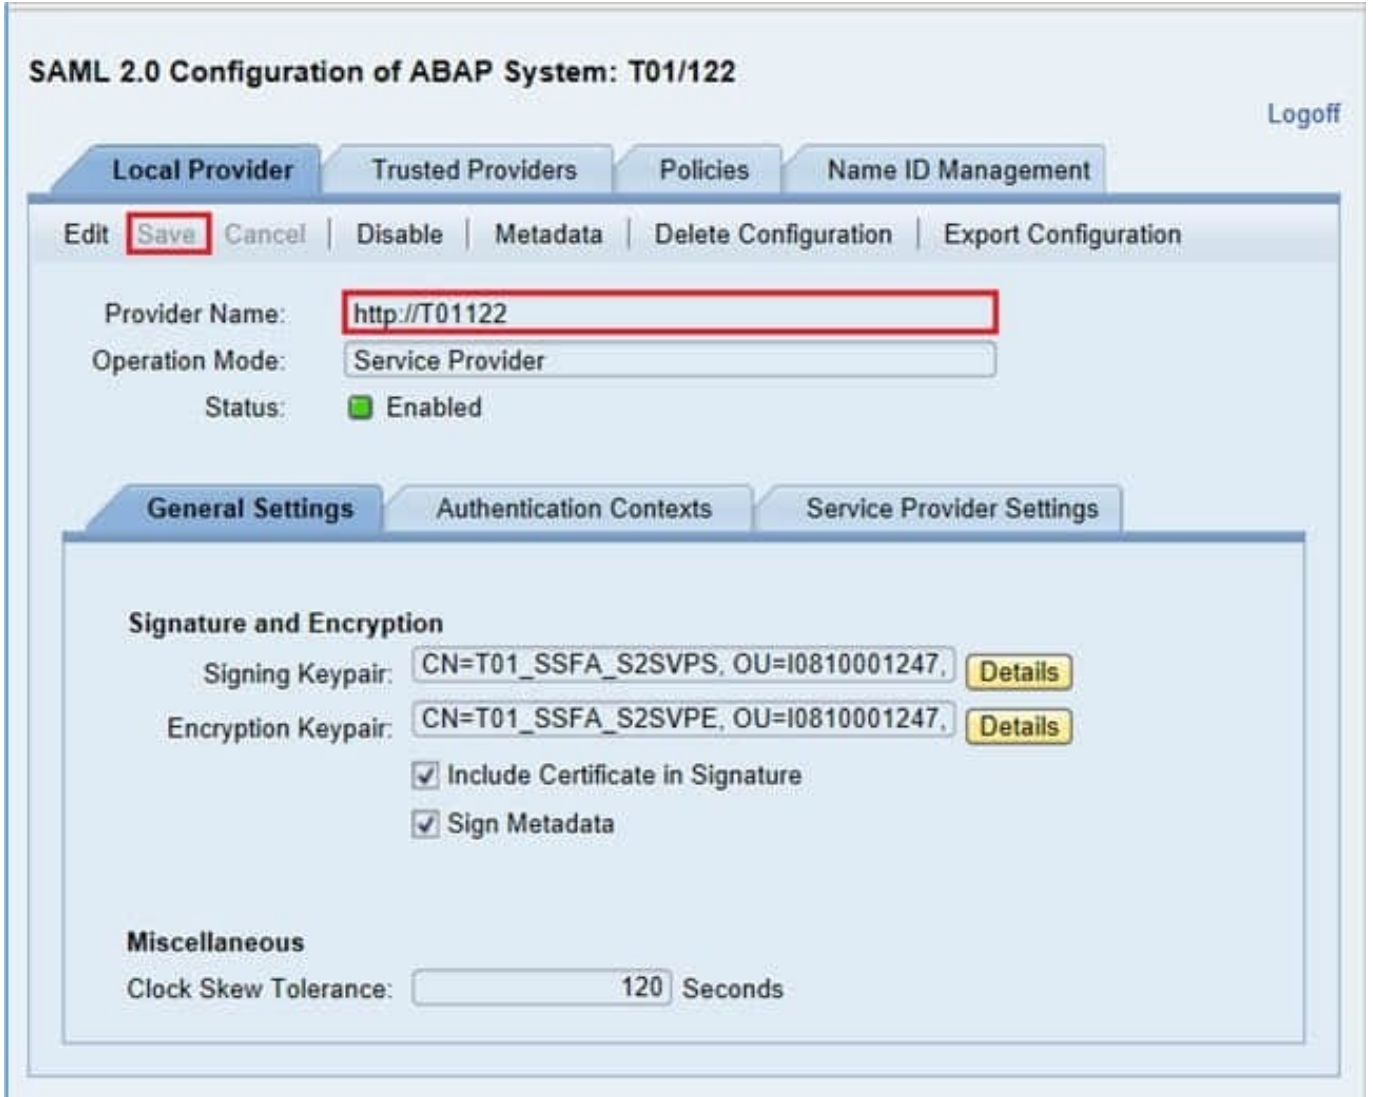 SAML 2.0 Configuration of ABAP System: T01/122
Logoff
Local Provider Trusted Providers Policies Name ID Management
Edit Save Cancel Disable Metadata Delete Configuration Export Configuration
Provider Name: http://T01122
Operation Mode: Service Provider
Status: Enabled
General Settings Authentication Contexts Service Provider Settings
Signature and Encryption
Signing Keypair: CN=T01_SSFA_S2SVPS, OU=I0810001247, Details
Encryption Keypair: CN=T01_SSFA_S2SVPE, OU=I0810001247, Details
Include Certificate in Signature
Sign Metadata
Miscellaneous
Clock Skew Tolerance: 120 Seconds